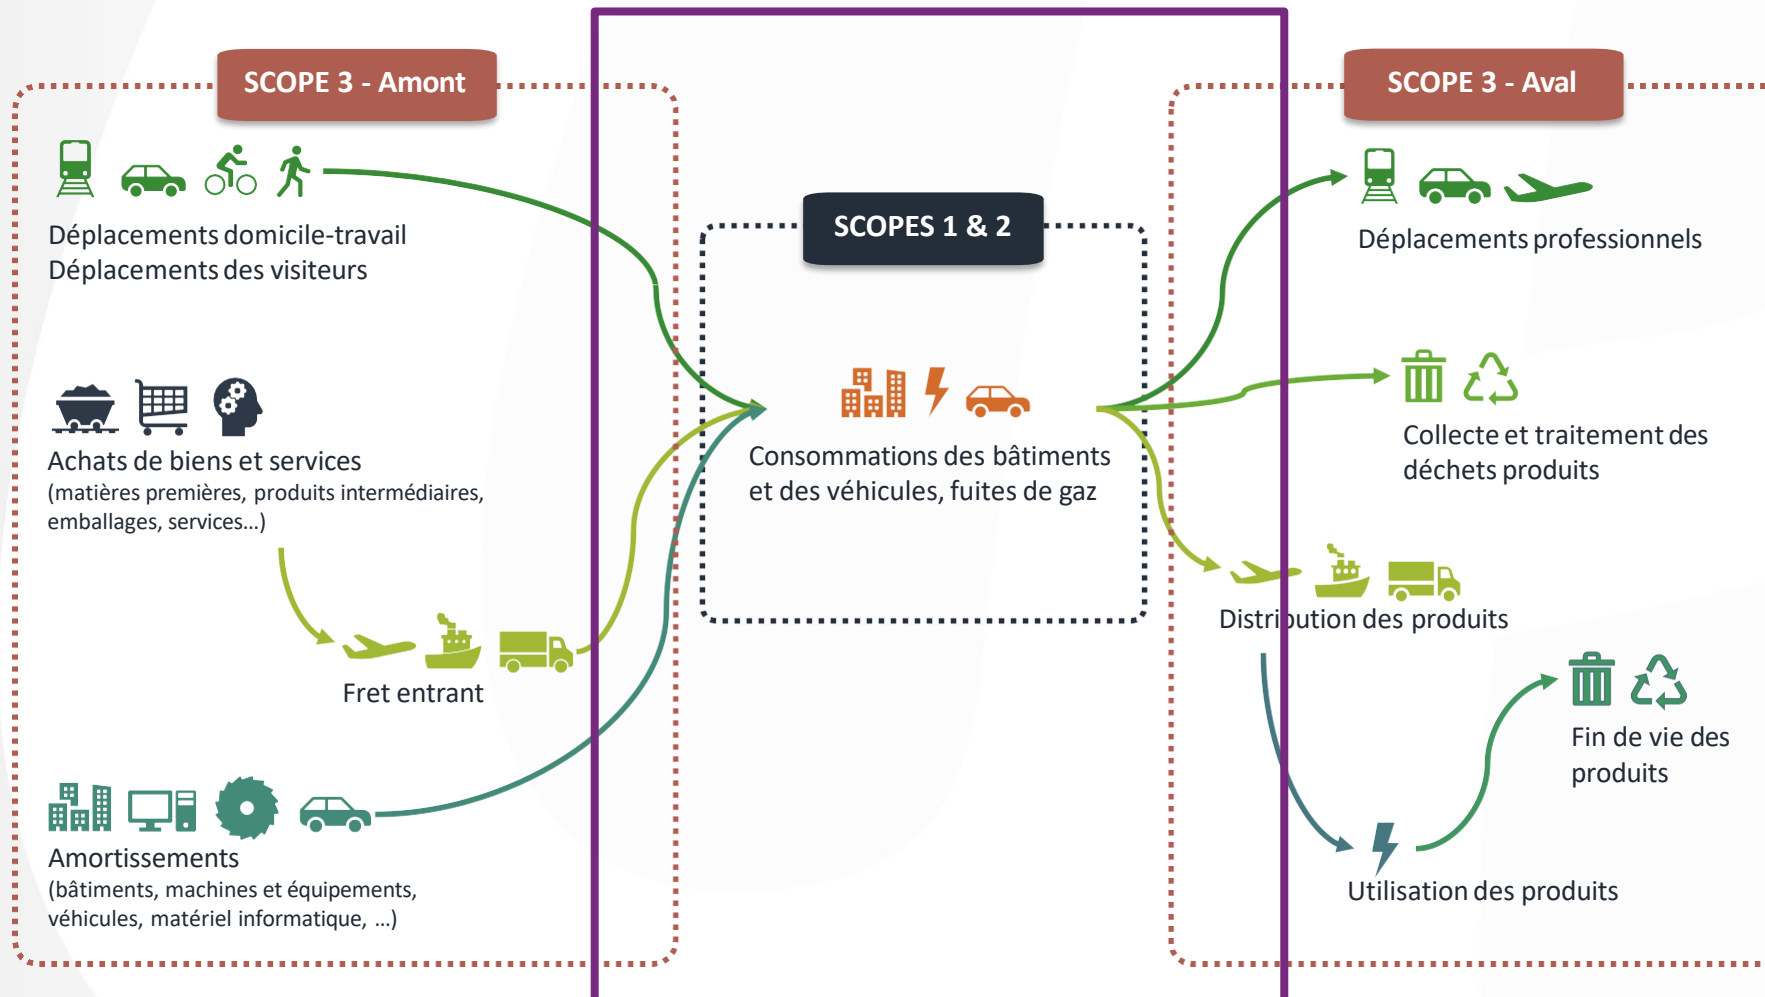 SCOPE 3 - Amont
Déplacements domicile-travail
Déplacements des visiteurs
Achats de biens et services
(matières premières, produits intermédiaires,
emballages, services…)
Fret entrant
Amortissements
(bâtiments, machines et équipements,
véhicules, matériel informatique, …)
SCOPES 1 & 2
Consommations des bâtiments
et des véhicules, fuites de gaz
SCOPE 3 - Aval
Déplacements professionnels
Collecte et traitement des
déchets produits
Distribution des produits
Fin de vie des
produits
Utilisation des produits